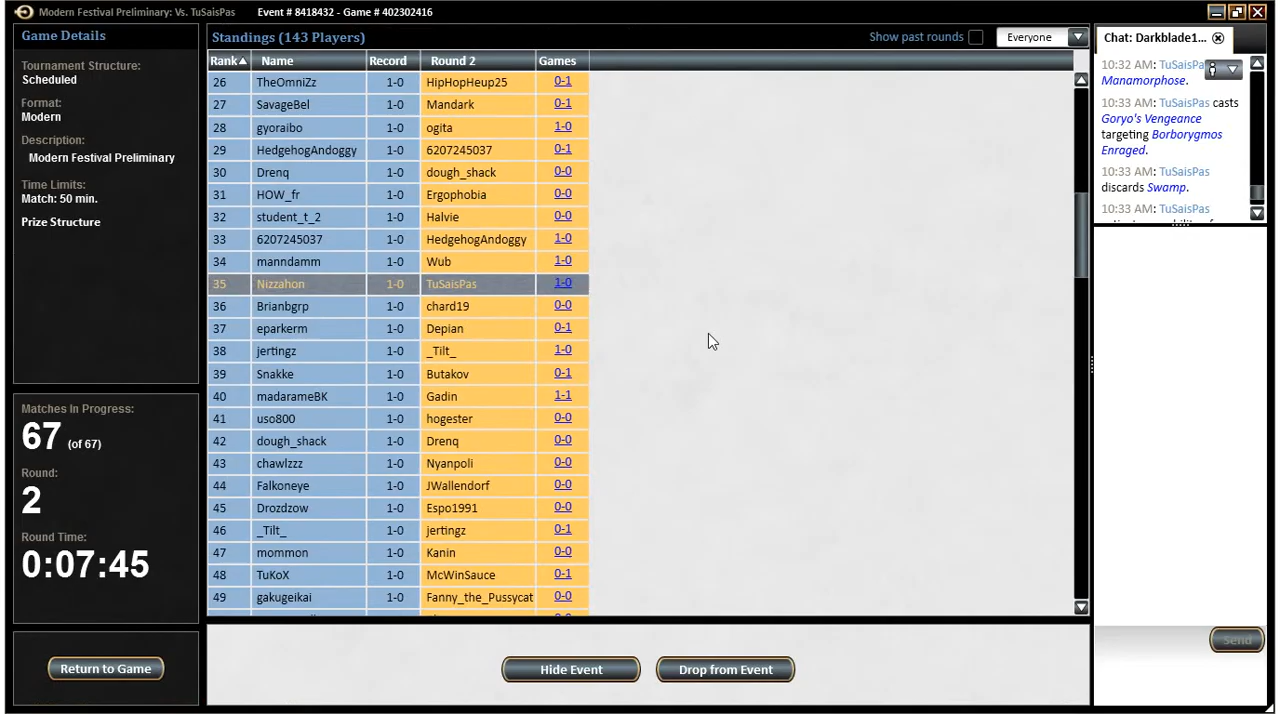 Modern Festival Preliminary: Vs. TuSaisPas Event # 8418432 - Game # 402302416
Game Details
Tournament Structure:
Scheduled
Format:
Modern
Description:
Modern Festival Preliminary
Time Limits:
Match: 50 min.
Prize Structure
Matches In Progress:
67 (of 67)
Round:
2
Round Time:
0:07:45
Return to Game
Standings (143 Players) Show past rounds Everyone
Rank Name Record Round 2 Games
26 TheOmniZz 1-0 HipHopHeup25 0-1
27 SavageBel 1-0 Mandark 0-1
28 gyoraibo 1-0 ogita 1-0
29 HedgehogAndoggy 1-0 6207245037 0-1
30 Drenq 1-0 dough_shack 0-0
31 HOW_fr 1-0 Ergophobia 0-0
32 student_t_2 1-0 Halvie 0-0
33 6207245037 1-0 HedgehogAndoggy 1-0
34 manndamm 1-0 Wub 1-0
35 Nizzahon 1-0 TuSaisPas 1-0
36 Brianbgrp 1-0 chard19 0-0
37 eparkerm 1-0 Depian 0-1
38 jertingz 1-0 _Tilt_ 1-0
39 Snakke 1-0 Butakov 0-1
40 madarameBK 1-0 Gadin 1-1
41 uso800 1-0 hogester 0-0
42 dough_shack 1-0 Drenq 0-0
43 chawlzzz 1-0 Nyanpoli 0-0
44 Falkoneye 1-0 JWallendorf 0-0
45 Drozdzow 1-0 Espo1991 0-0
46 _Tilt_ 1-0 jertingz 0-1
47 mommon 1-0 Kanin 0-0
48 TuKoX 1-0 McWinSauce 0-1
49 gakugeikai 1-0 Fanny_the_Pussycat 0-0
Hide Event Drop from Event
Chat: Darkblade1...
10:32 AM: TuSaisPa
Manamorphose.
10:33 AM: TuSaisPas casts
Goryo's Vengeance
targeting Borborygmos
Enraged.
10:33 AM: TuSaisPas
discards Swamp.
10:33 AM: TuSaisPas
Send